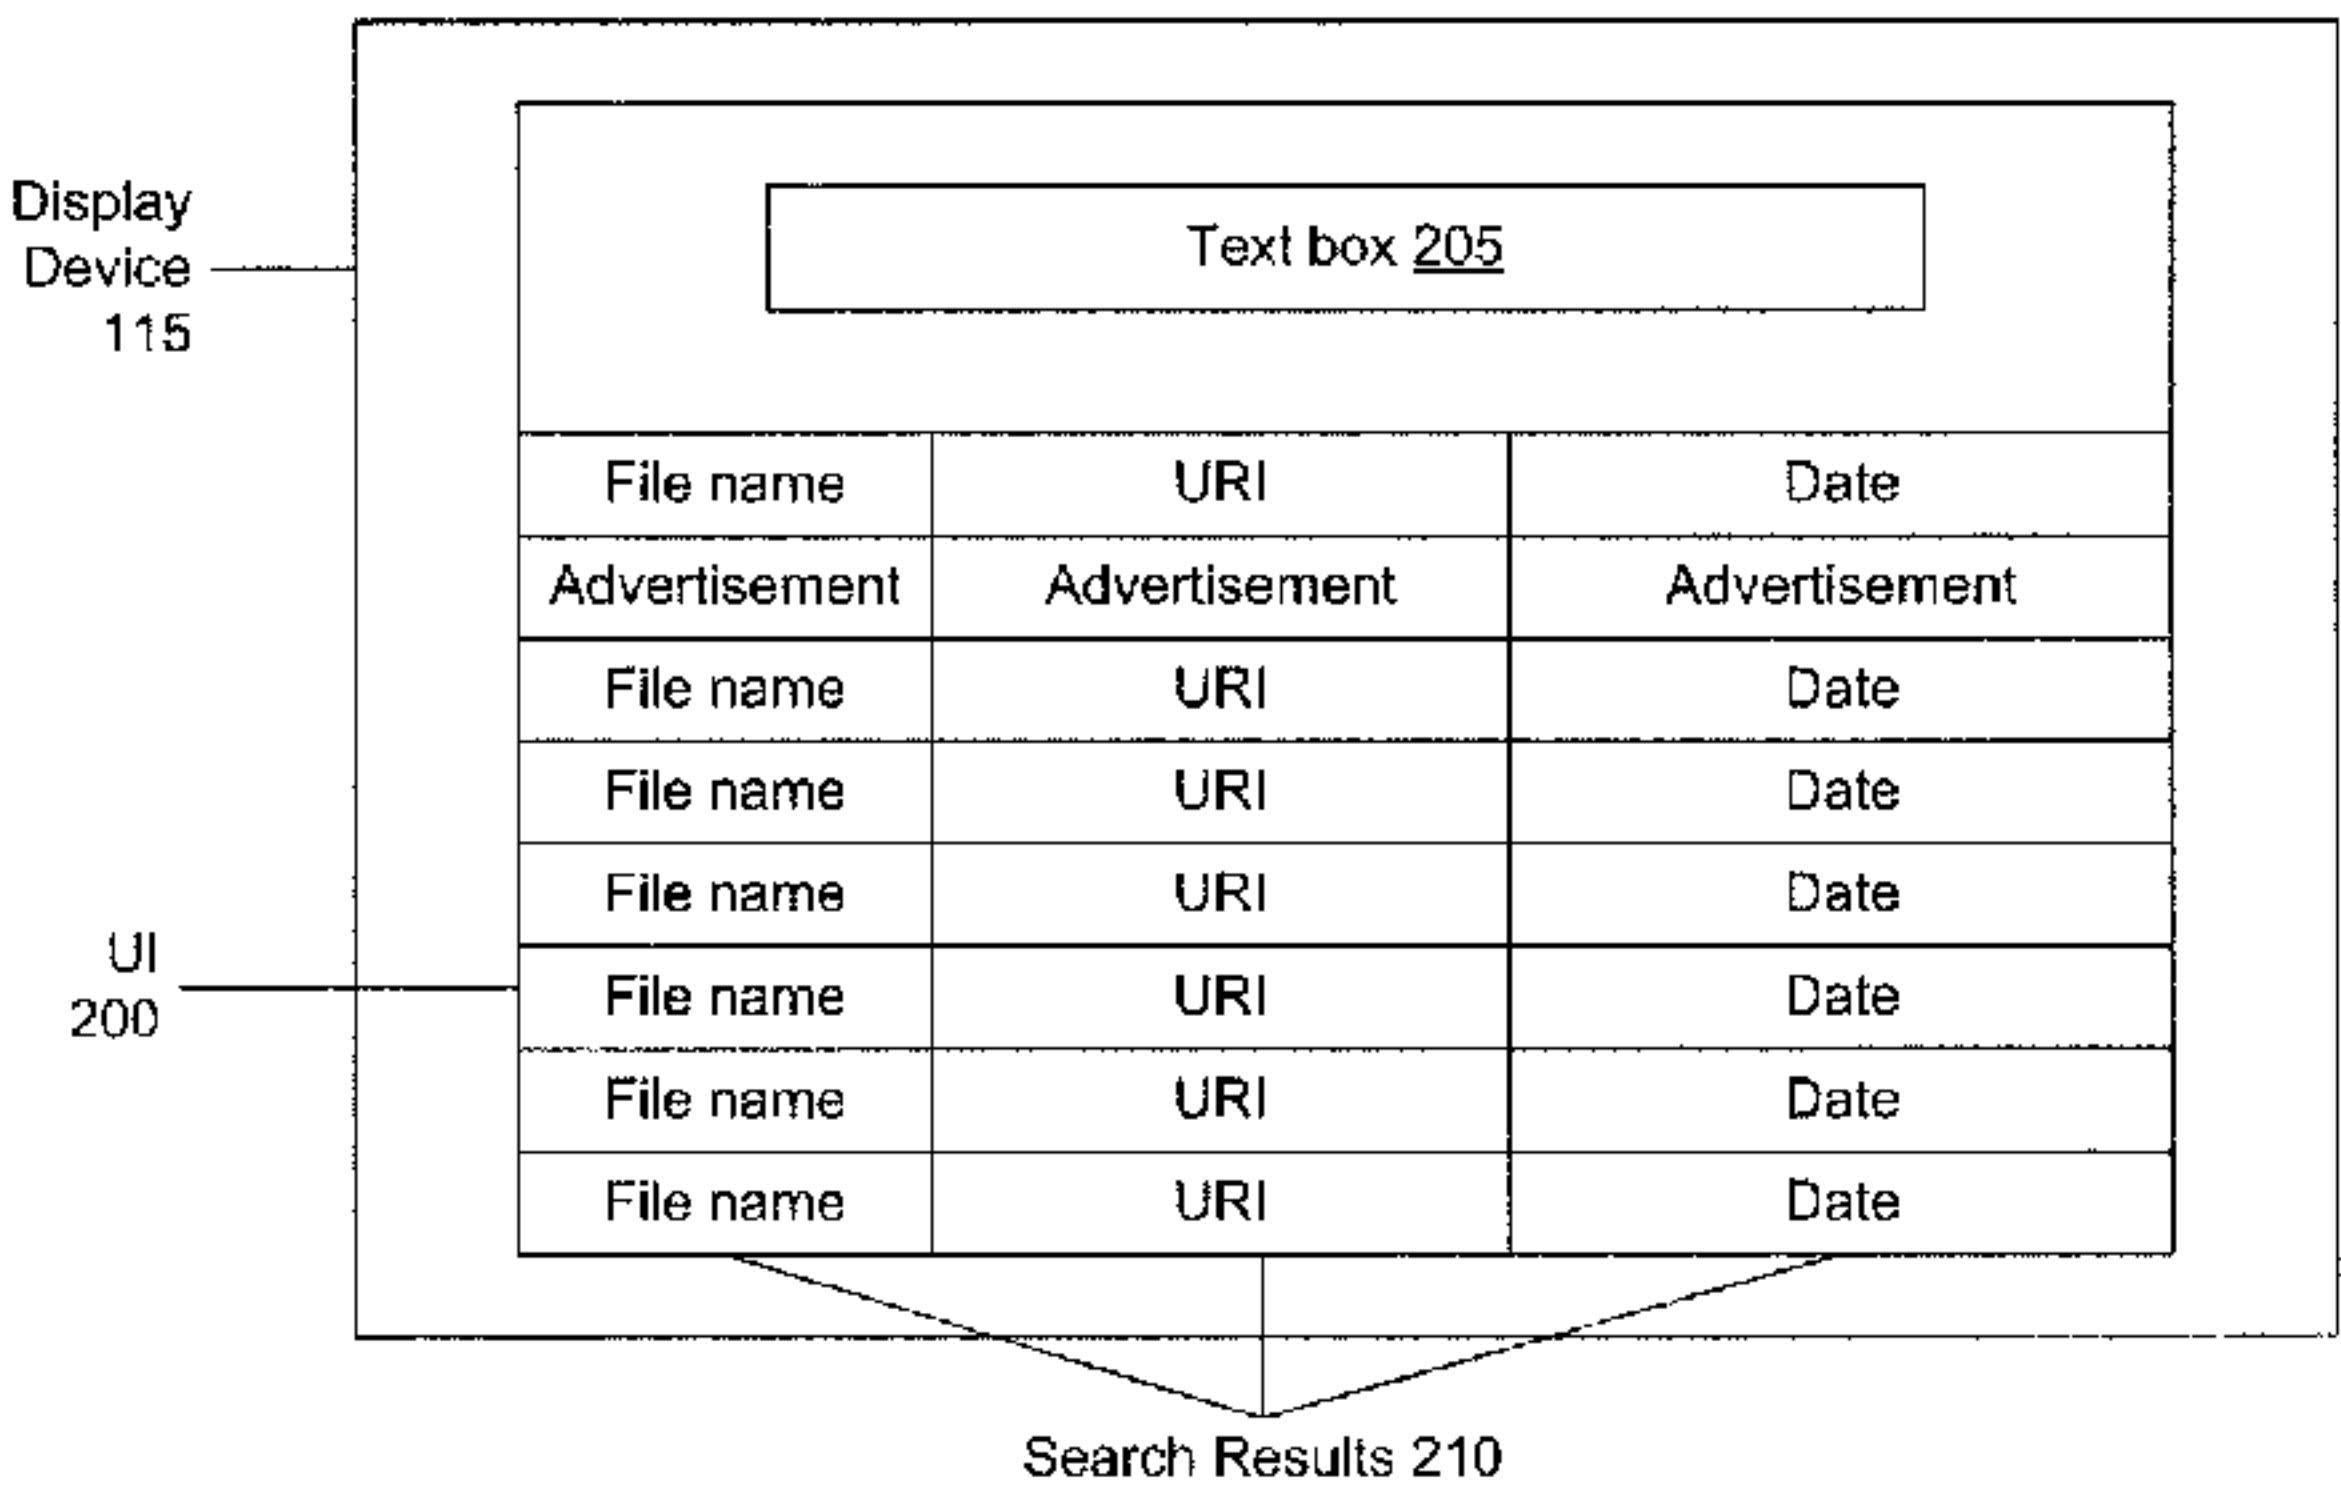 Display
Device
115
Text box 205
File name URI Date
Advertisement Advertisement Advertisement
File name URI Date
File name URI Date
File name URI Date
UI
200
File name URI Date
File name URI Date
File name URI Date
Search Results 210